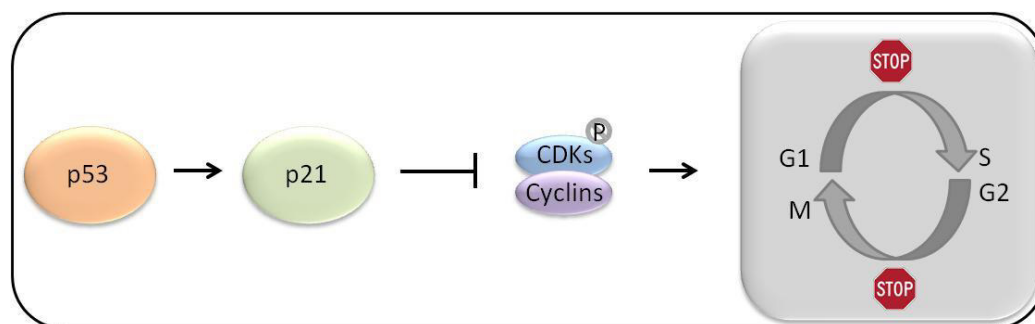 STOP
P
p53
p21
CDKs
Cyclins
G1
S
M
G2
STOP